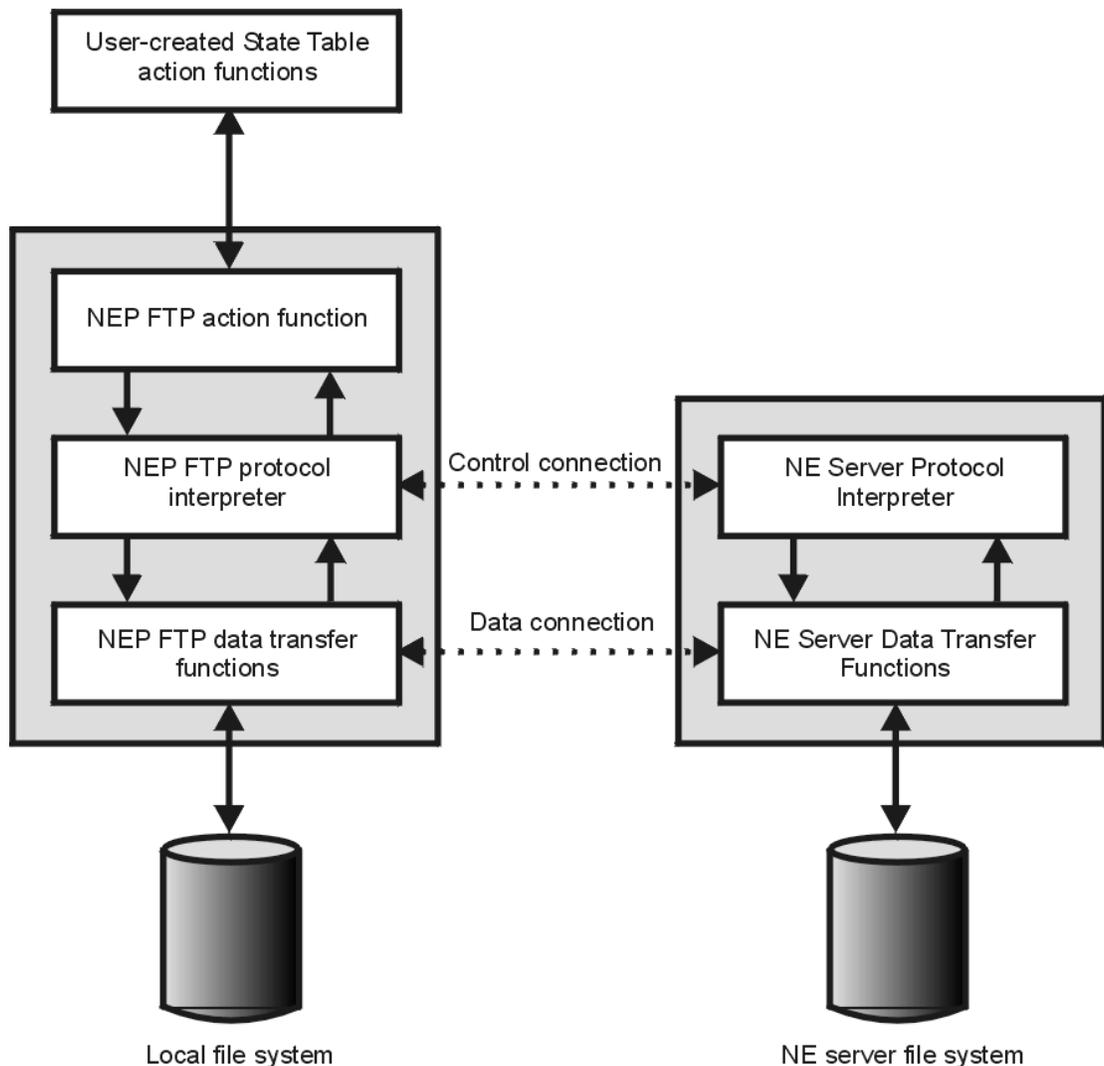 User-created State Table
action functions
NEP FTP action function
NEP FTP protocol
interpreter
Control connection
NE Server Protocol
Interpreter
NEP FTP data transfer
functions
Data connection
NE Server Data Transfer
Functions
Local file system
NE server file system